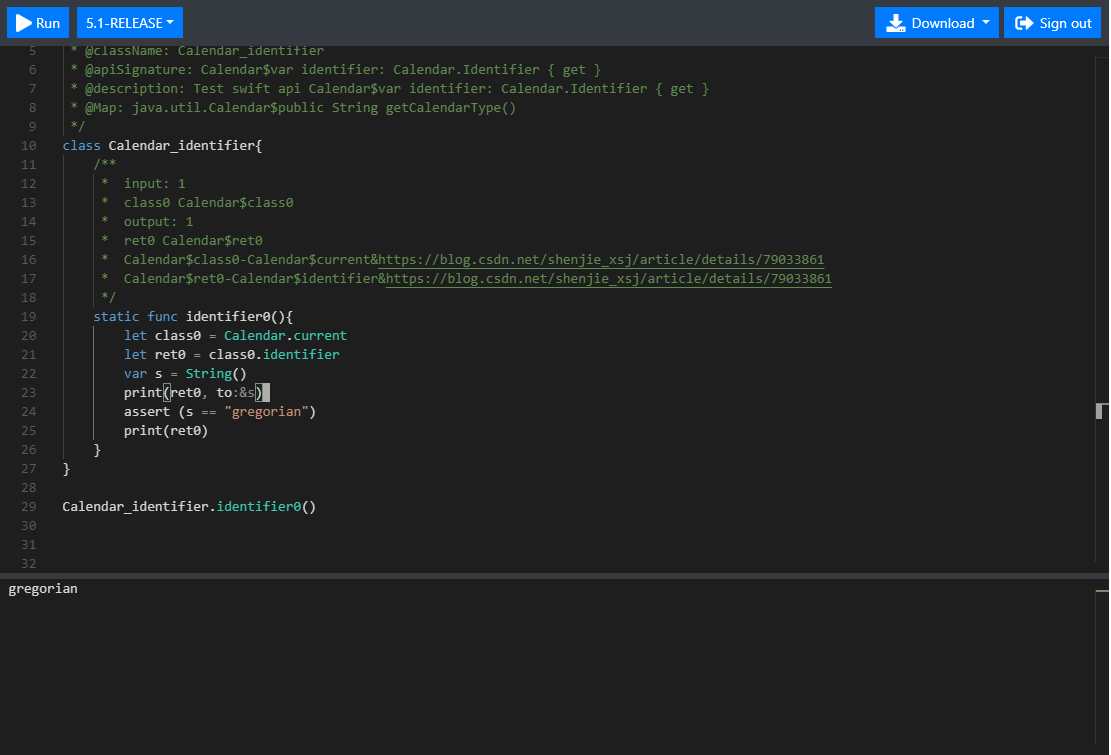 Run 5.1-RELEASE Download Sign out
5 * @className: Calendar_identifier
6 * @apiSignature: Calendar$var identifier: Calendar.Identifier { get }
7 * @description: Test swift api Calendar$var identifier: Calendar.Identifier { get }
8 * @Map: java.util.Calendar$public String getCalendarType()
9 */
10 class Calendar_identifier{
11 /**
12 * input: 1
13 * class0 Calendar$class0
14 * output: 1
15 * ret0 Calendar$ret0
16 * Calendar$class0-Calendar$current&https://blog.csdn.net/shenjie_xsj/article/details/79033861
17 * Calendar$ret0-Calendar$identifier&https://blog.csdn.net/shenjie_xsj/article/details/79033861
18 */
19 static func identifier0(){
20 let class0 = Calendar.current
21 let ret0 = class0.identifier
22 var s = String()
23 print(ret0, to:&s)
24 assert (s == "gregorian")
25 print(ret0)
26 }
27 }
28
29 Calendar_identifier.identifier0()
30
31
32
gregorian